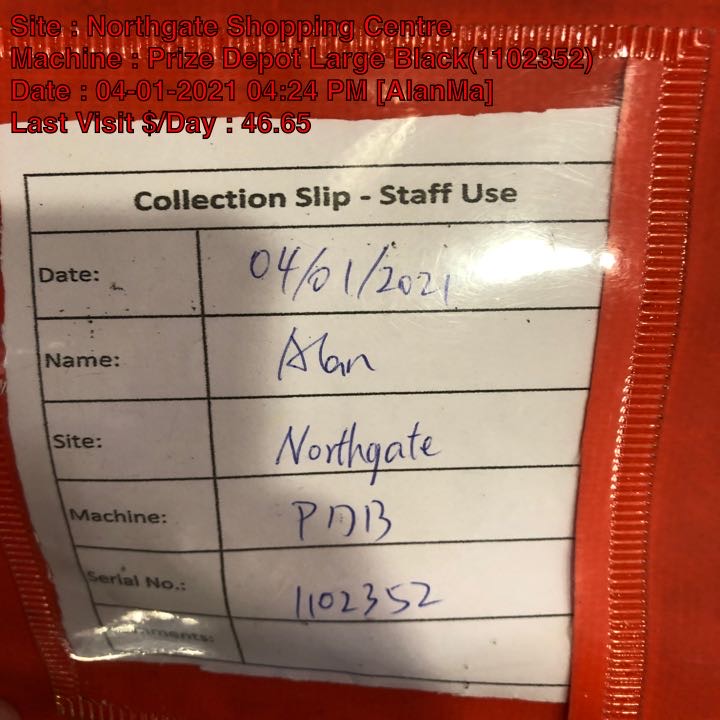 Site : Northgate Shopping Centre
Machine : Prize Depot Large Black(1102352)
Date : 04-01-2021 04:24 PM [AlanMa]
Last Visit $/Day : 46.65
Collection Slip - Staff Use
Date: 04/01/2021
Name: Alan
Site: Northgate
Machine: PDB
Serial No.: 1102352
Comments: